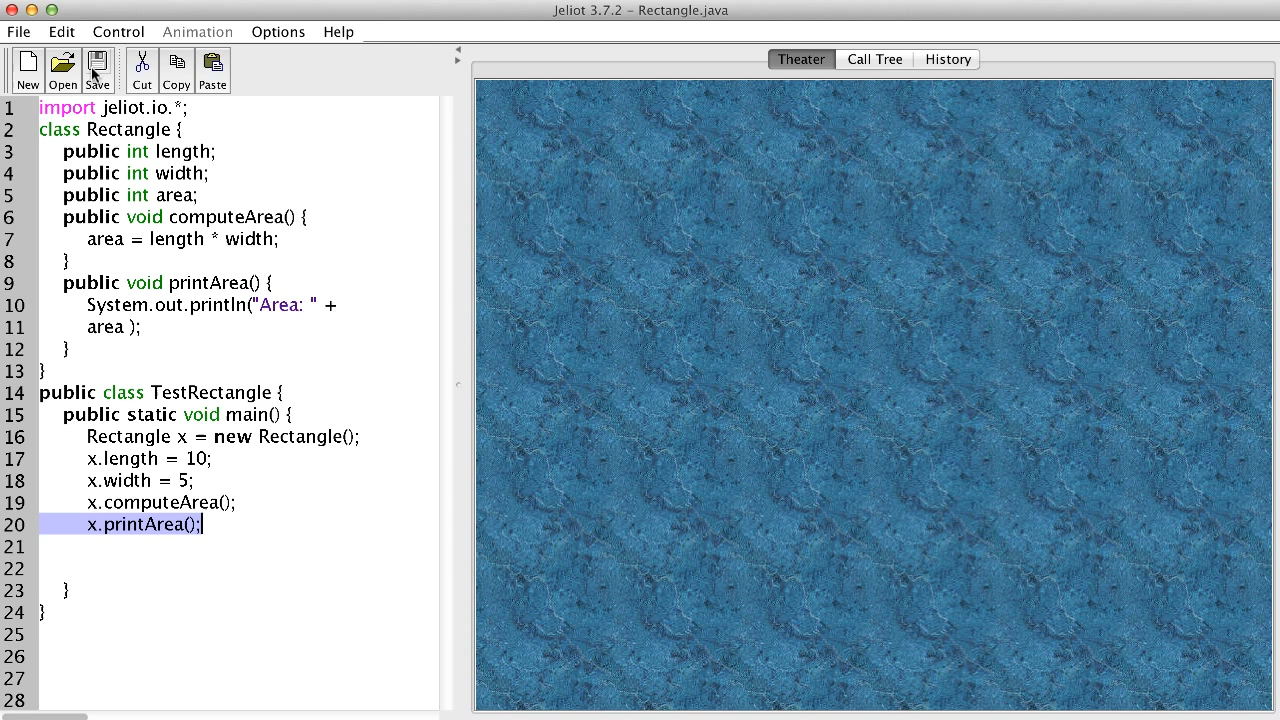 Jeliot 3.7.2 – Rectangle.java
File Edit Control Animation Options Help
New Open Save Cut Copy Paste
Theater Call Tree History
1 import jeliot.io.*;
2 class Rectangle {
3 public int length;
4 public int width;
5 public int area;
6 public void computeArea() {
7 area = length * width;
8 }
9 public void printArea() {
10 System.out.println("Area: " +
11 area );
12 }
13 }
14 public class TestRectangle {
15 public static void main() {
16 Rectangle x = new Rectangle();
17 x.length = 10;
18 x.width = 5;
19 x.computeArea();
20 x.printArea();
21
22
23 }
24 }
25
26
27
28